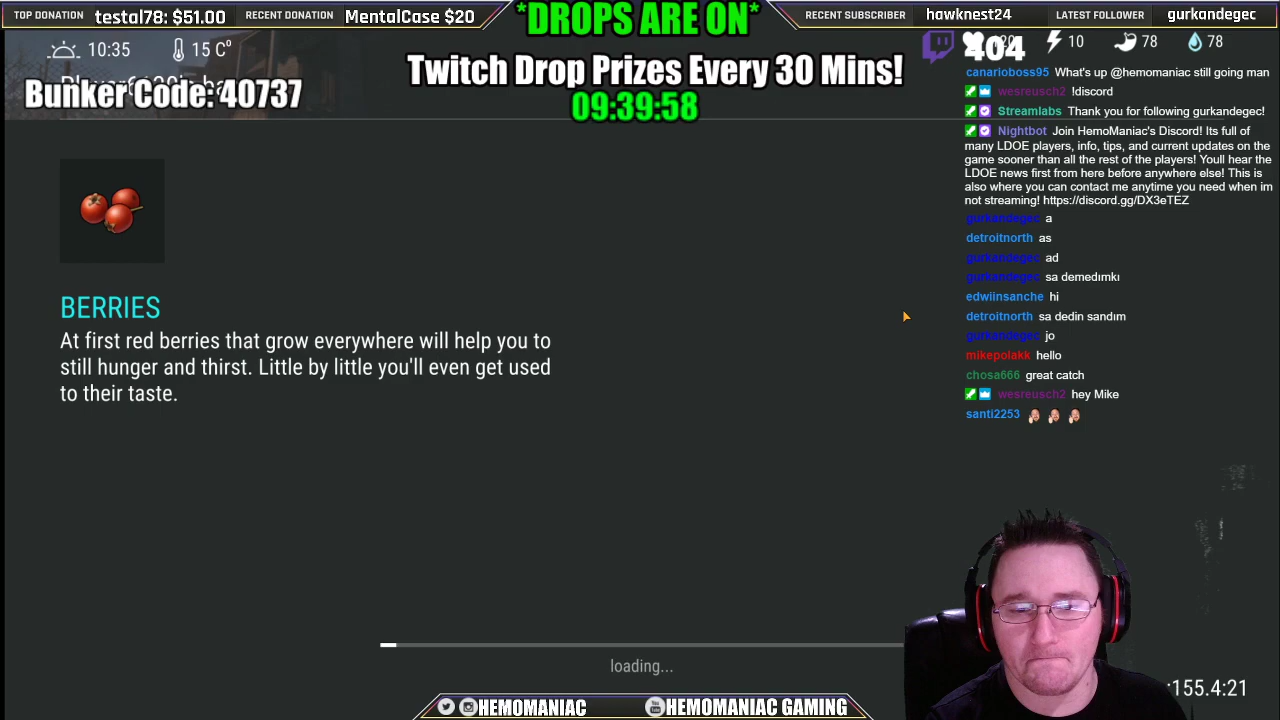 TOP DONATION testal78: $51.00 RECENT DONATION MentalCase $20 *DROPS ARE ON* RECENT SUBSCRIBER hawknest24 LATEST FOLLOWER gurkandegec
10:35 15 C° 404 10 78 78
Bunker Code: 40737
Twitch Drop Prizes Every 30 Mins!
09:39:58
canarioboss95 What's up @hemomaniac still going man
wesreusch2 !discord
Streamlabs Thank you for following gurkandegec!
Nightbot Join HemoManiac's Discord! Its full of
many LDOE players, info, tips, and current updates on the
game sooner than all the rest of the players! Youll hear the
LDOE news first from here before anywhere else! This is
also where you can contact me anytime you need when im
not streaming! https://discord.gg/DX3eTEZ
gurkandegec a
detroitnorth as
gurkandegec ad
gurkandegec sa demedımkı
edwiinsanche hi
detroitnorth sa dedin sandım
gurkandegec jo
mikepolakk hello
chosa666 great catch
wesreusch2 hey Mike
santi2253
BERRIES
At first red berries that grow everywhere will help you to
still hunger and thirst. Little by little you'll even get used
to their taste.
loading...
:155.4:21
HEMOMANIAC HEMOMANIAC GAMING